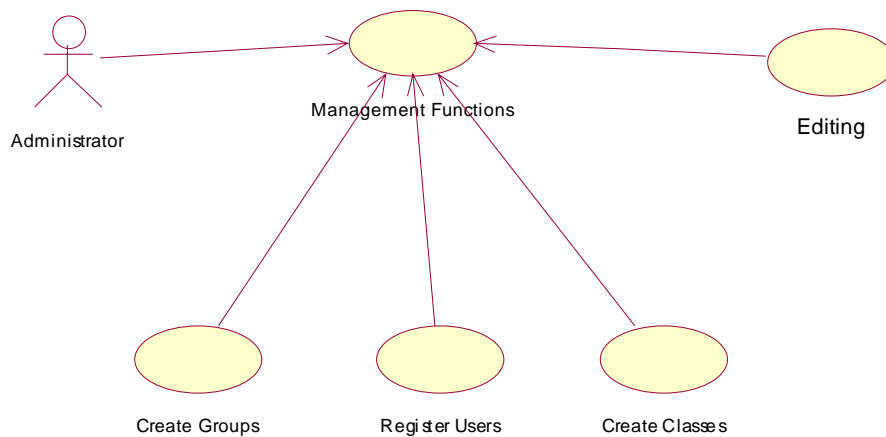 Management Functions
Editing
Administrator
Create Groups
Register Users
Create Classes